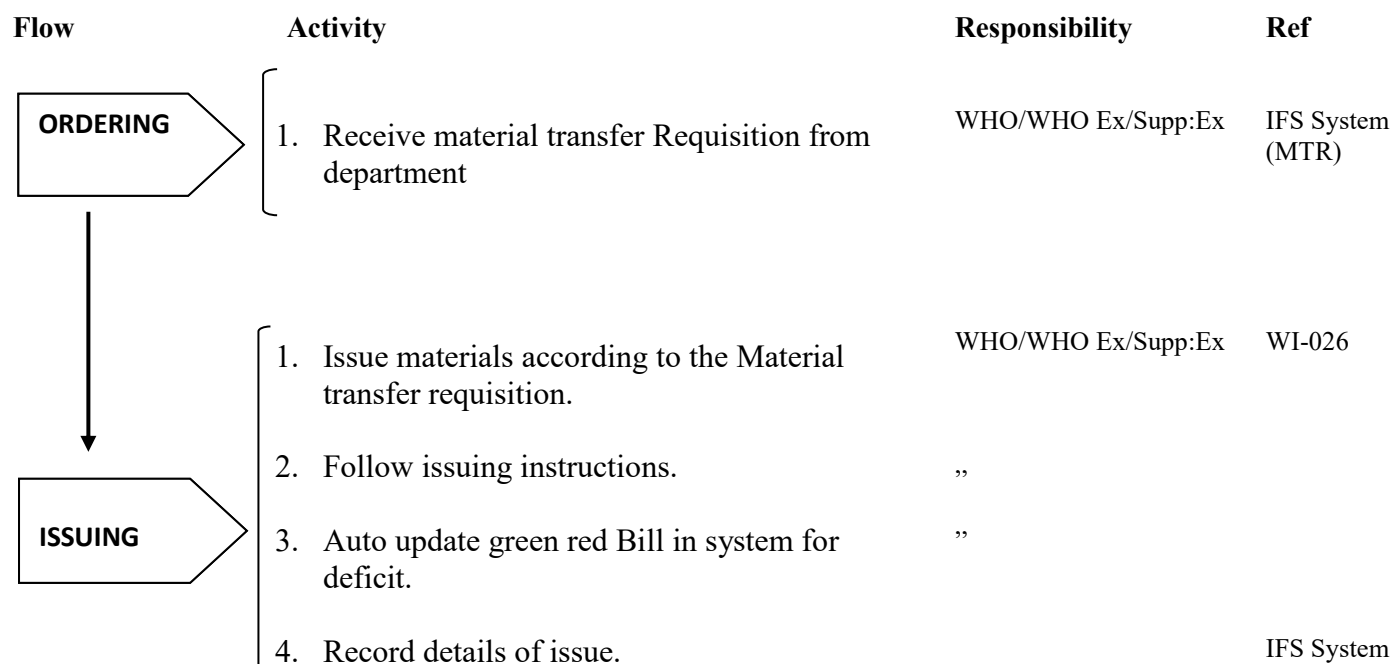 Flow Activity Responsibility Ref
ORDERING
1. Receive material transfer Requisition from
department
WHO/WHO Ex/Supp:Ex
IFS System
(MTR)
1. Issue materials according to the Material
transfer requisition.
WHO/WHO Ex/Supp:Ex
WI-026
2. Follow issuing instructions.
„
ISSUING
3. Auto update green red Bill in system for
deficit.
„
4. Record details of issue.
IFS System